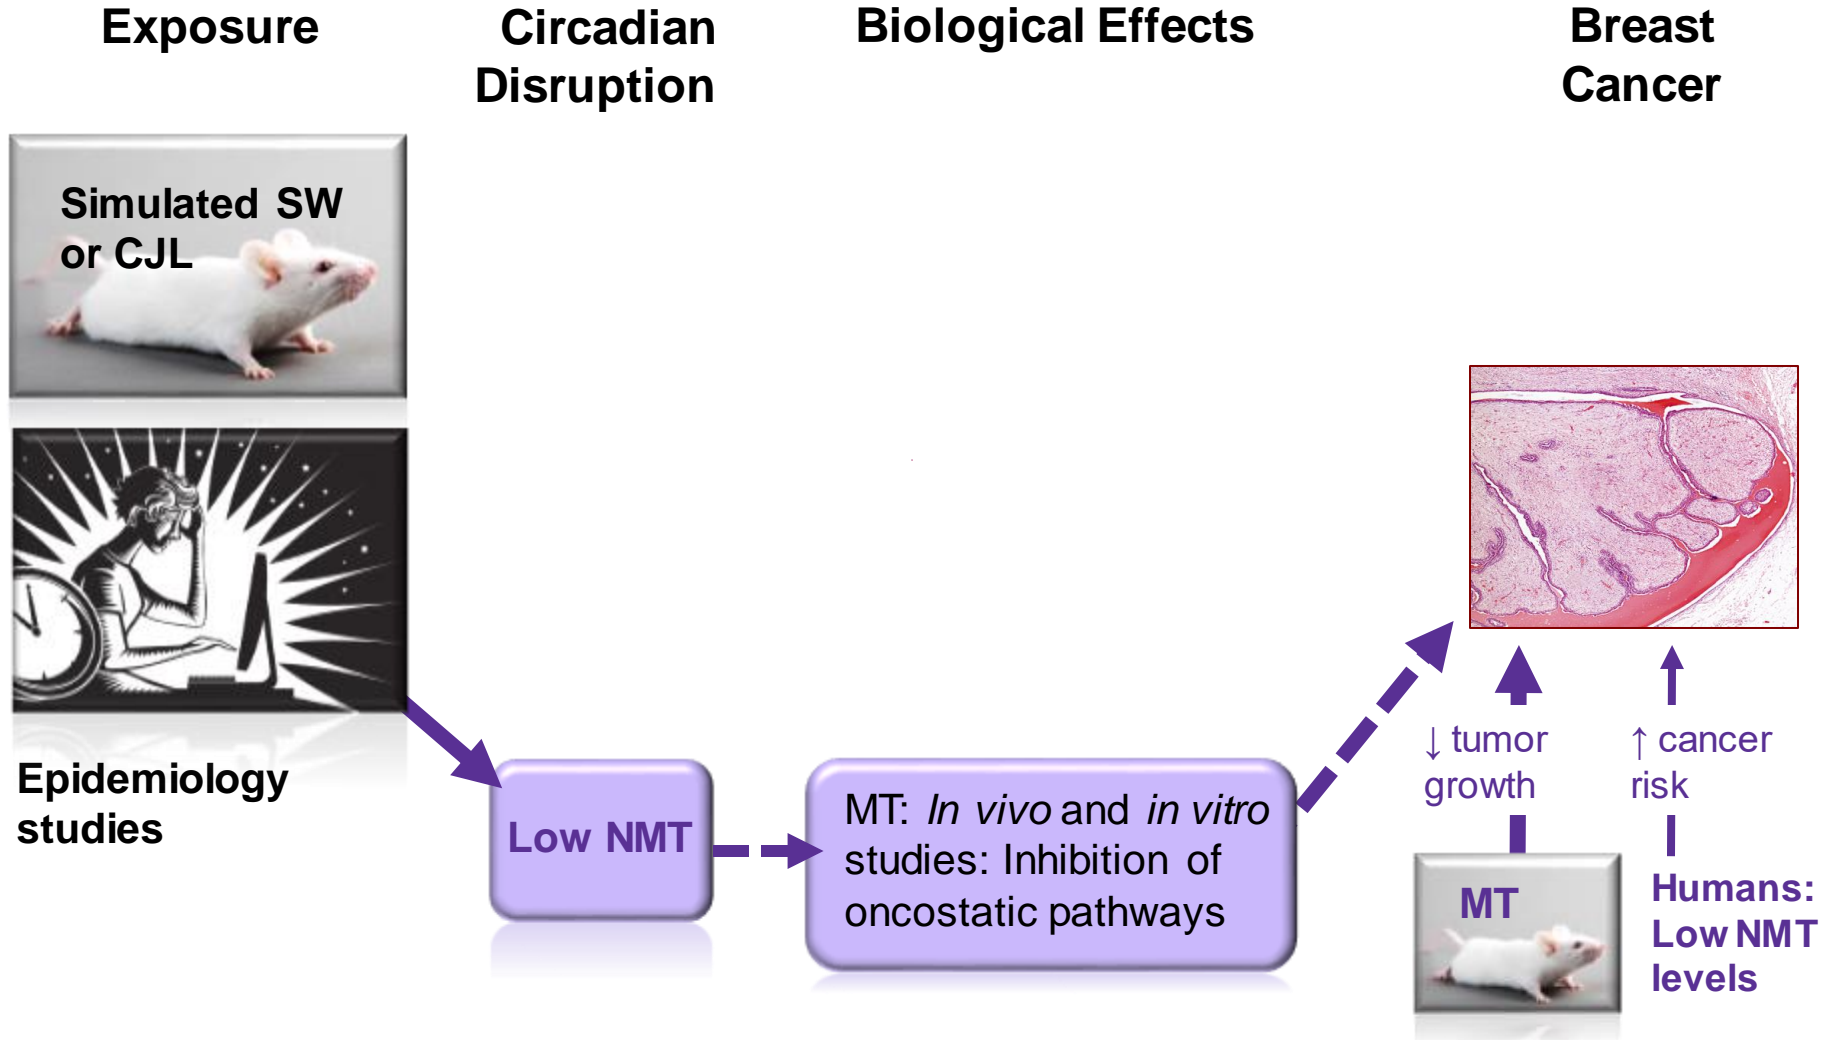 Exposure
Circadian
Disruption
Biological Effects
Breast
Cancer
Simulated SW
or CJL
Epidemiology
studies
Low NMT
MT: In vivo and in vitro
studies: Inhibition of
oncostatic pathways
↓ tumor
growth
↑ cancer
risk
MT
Humans:
Low NMT
levels